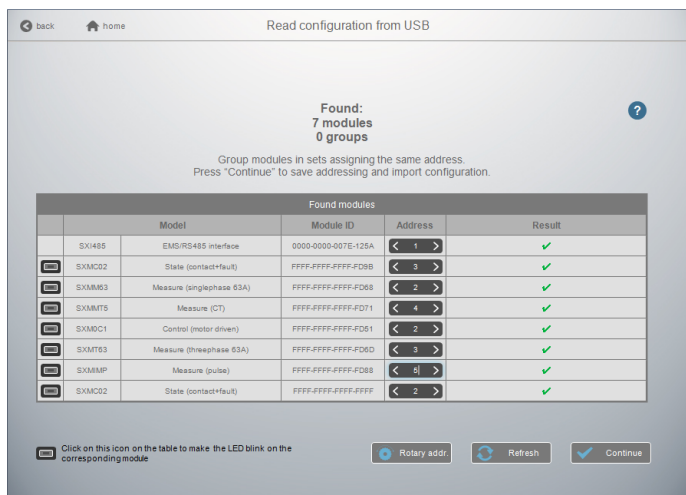 back home Read configuration from USB
Found:
7 modules
0 groups
?
Group modules in sets assigning the same address.
Press "Continue" to save addressing and import configuration.
Found modules
Model Module ID Address Result
SXI485 EMS/RS485 interface 0000-0000-007E-125A 1
SXMC02 State (contact+fault) FFFF-FFFF-FFFF-FD9B 3
SXMM63 Measure (singlephase 63A) FFFF-FFFF-FFFF-FD68 2
SXMMT5 Measure (CT) FFFF-FFFF-FFFF-FD71 4
SXM0C1 Control (motor driven) FFFF-FFFF-FFFF-FD51 2
SXMT63 Measure (threephase 63A) FFFF-FFFF-FFFF-FD6D 3
SXMIMP Measure (pulse) FFFF-FFFF-FFFF-FD88 5
SXMC02 State (contact+fault) FFFF-FFFF-FFFF-FFFF 2
Click on this icon on the table to make the LED blink on the
corresponding module
Rotary addr. Refresh Continue